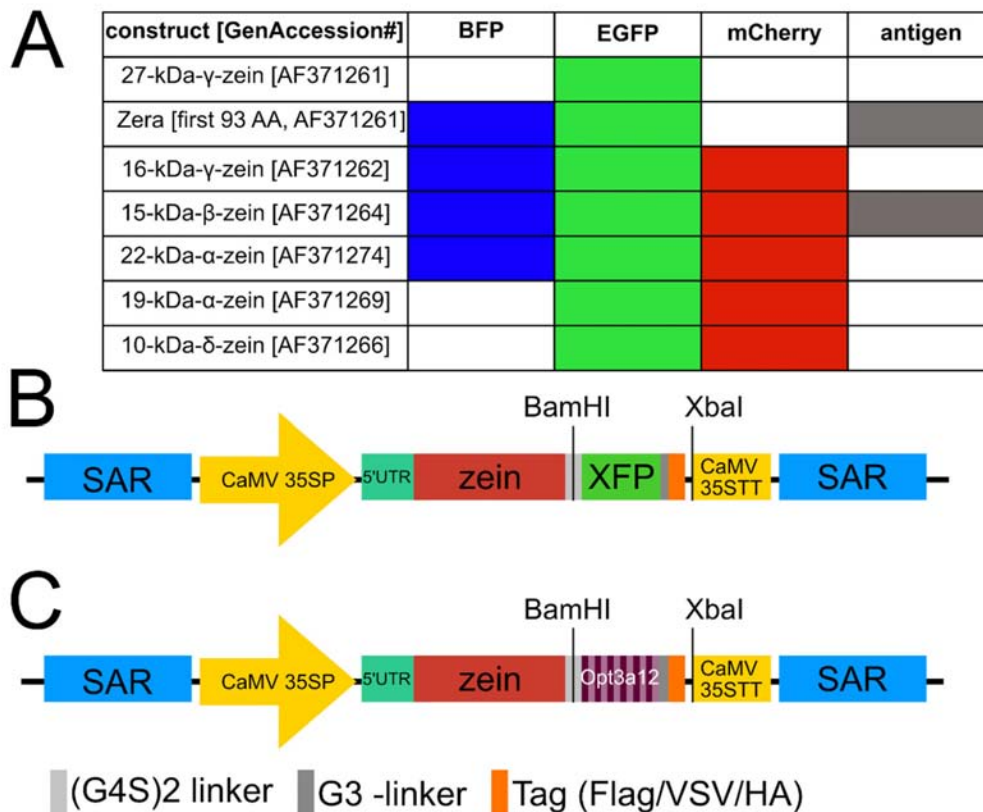 A
construct [GenAccession#] BFP EGFP mCherry antigen
27-kDa-γ-zein [AF371261]
Zera [first 93 AA, AF371261]
16-kDa-γ-zein [AF371262]
15-kDa-β-zein [AF371264]
22-kDa-α-zein [AF371274]
19-kDa-α-zein [AF371269]
10-kDa-δ-zein [AF371266]
B
BamHI XbaI
SAR CaMV 35SP 5'UTR zein XFP CaMV
35STT SAR
C
BamHI XbaI
SAR CaMV 35SP 5'UTR zein Opt3a12 CaMV
35STT SAR
(G4S)2 linker G3 -linker Tag (Flag/VSV/HA)